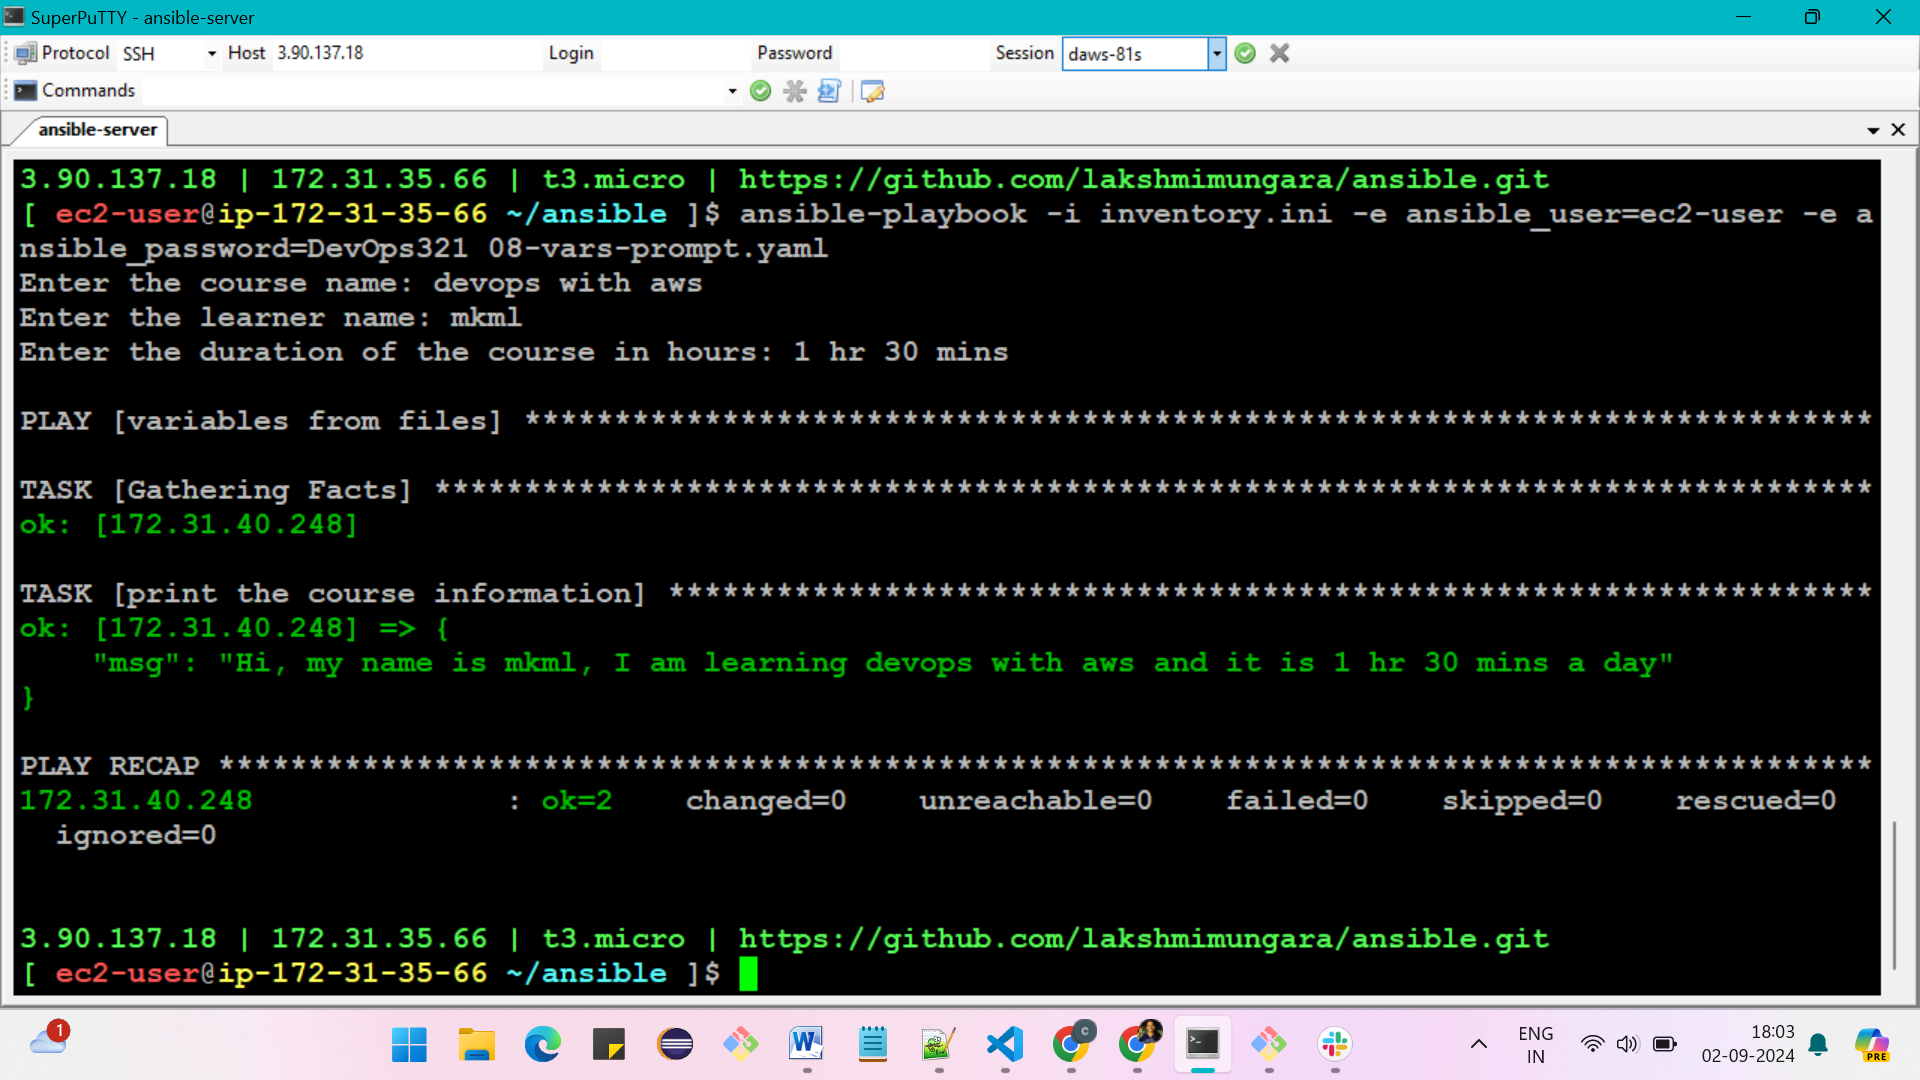 SuperPuTTY - ansible-server
Protocol SSH Host 3.90.137.18 Login Password Session daws-81s
Commands
ansible-server
3.90.137.18 | 172.31.35.66 | t3.micro | https://github.com/lakshmimungara/ansible.git
[ ec2-user@ip-172-31-35-66 ~/ansible ]$ ansible-playbook -i inventory.ini -e ansible_user=ec2-user -e a
nsible_password=DevOps321 08-vars-prompt.yaml
Enter the course name: devops with aws
Enter the learner name: mkml
Enter the duration of the course in hours: 1 hr 30 mins
PLAY [variables from files] ***************************************************************************
TASK [Gathering Facts] ********************************************************************************
ok: [172.31.40.248]
TASK [print the course information] *******************************************************************
ok: [172.31.40.248] => {
    "msg": "Hi, my name is mkml, I am learning devops with aws and it is 1 hr 30 mins a day"
}
PLAY RECAP ********************************************************************************************
172.31.40.248              : ok=2    changed=0    unreachable=0    failed=0    skipped=0    rescued=0
  ignored=0
3.90.137.18 | 172.31.35.66 | t3.micro | https://github.com/lakshmimungara/ansible.git
[ ec2-user@ip-172-31-35-66 ~/ansible ]$
1
W
C
ENG
IN
18:03
02-09-2024
PRE